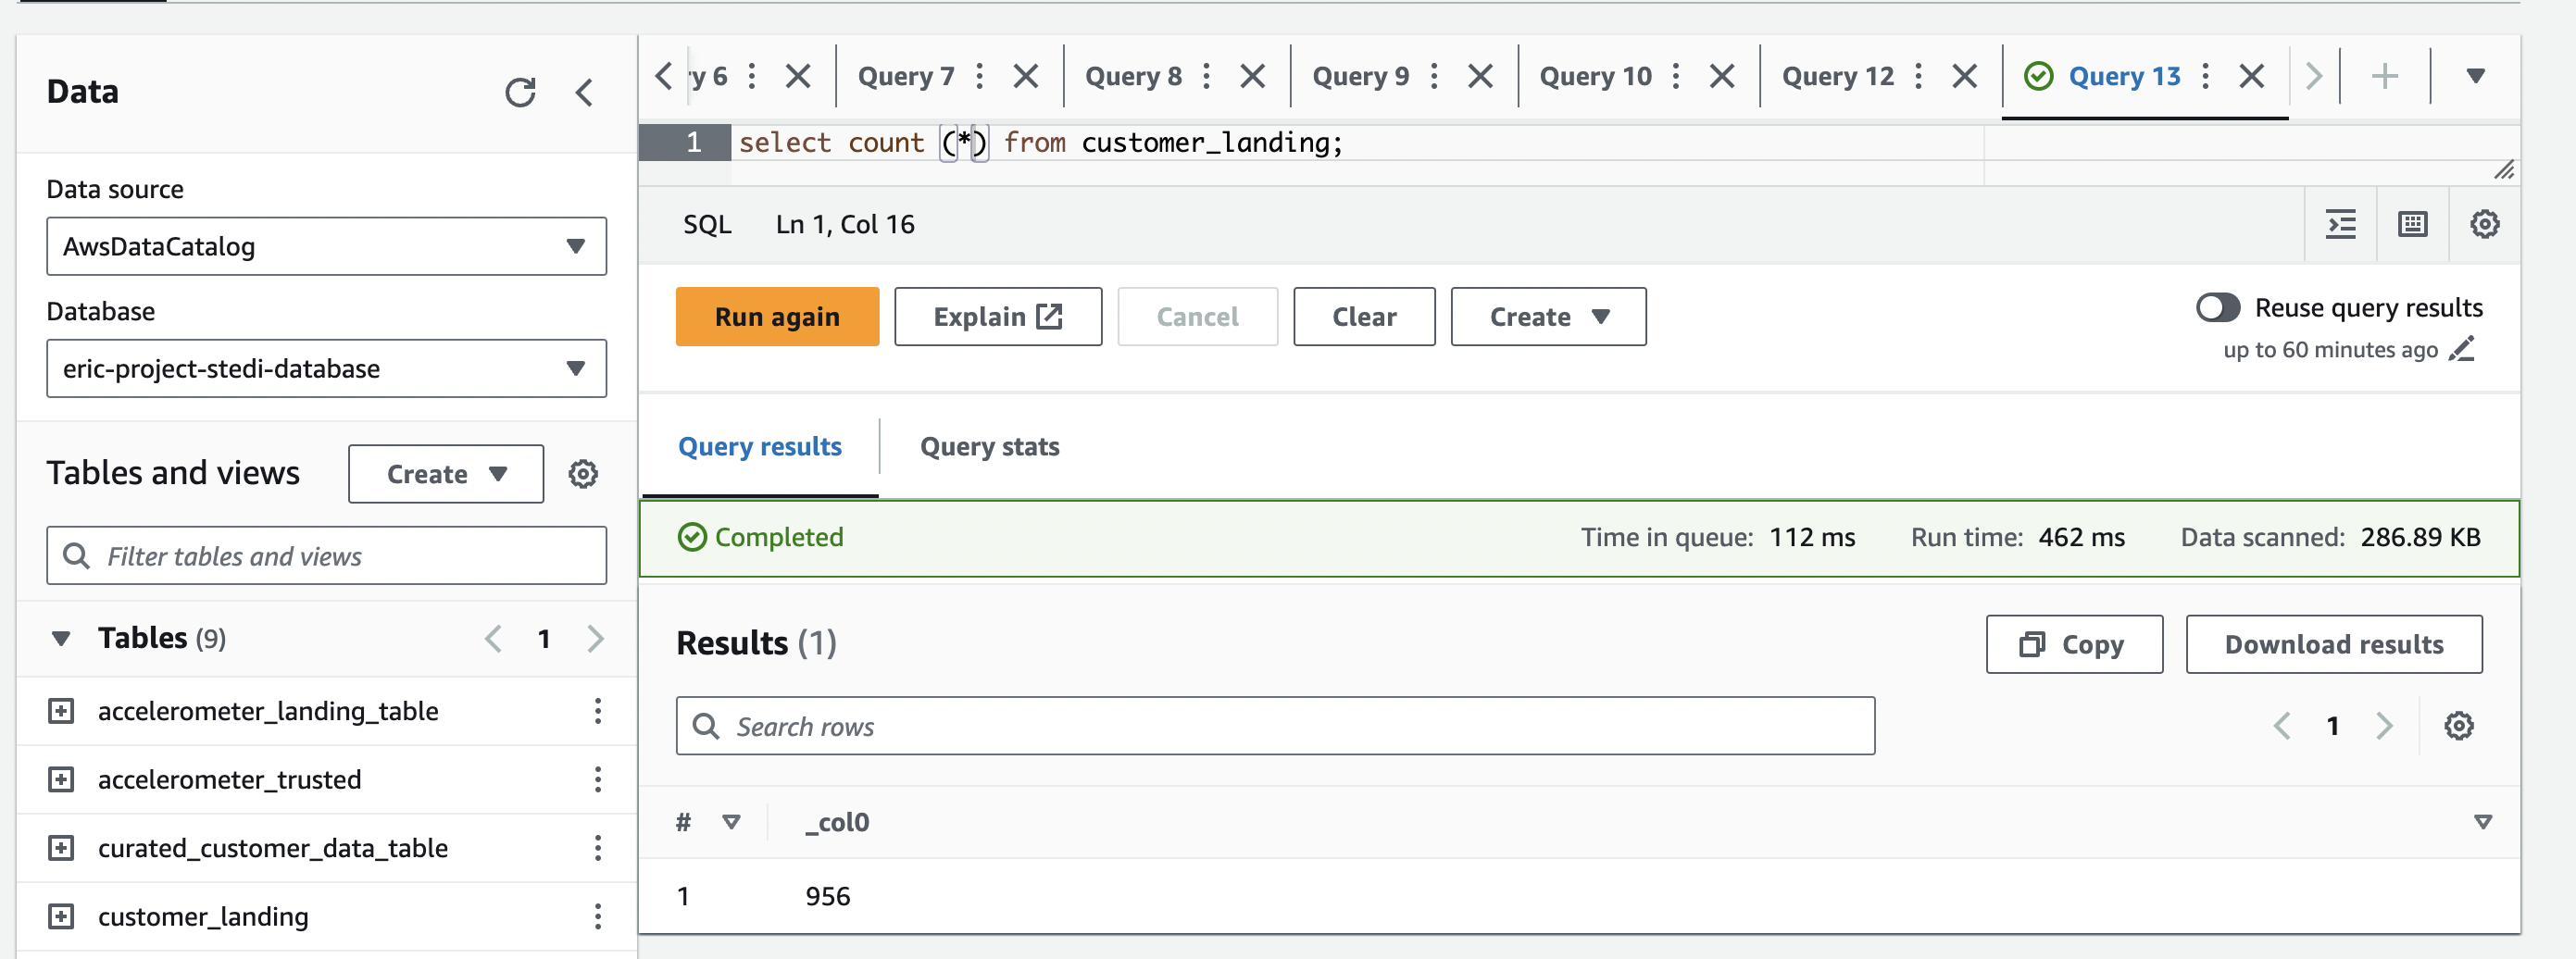 Data
Data source
AwsDataCatalog
Database
eric-project-stedi-database
Tables and views
Create
Filter tables and views
Tables (9)
1
accelerometer_landing_table
accelerometer_trusted
curated_customer_data_table
customer_landing
ry 6
Query 7
Query 8
Query 9
Query 10
Query 12
Query 13
1 select count (*) from customer_landing;
SQL Ln 1, Col 16
Run again
Explain
Cancel
Clear
Create
Reuse query results
up to 60 minutes ago
Query results
Query stats
Completed
Time in queue: 112 ms
Run time: 462 ms
Data scanned: 286.89 KB
Results (1)
Copy
Download results
Search rows
1
# _col0
1 956